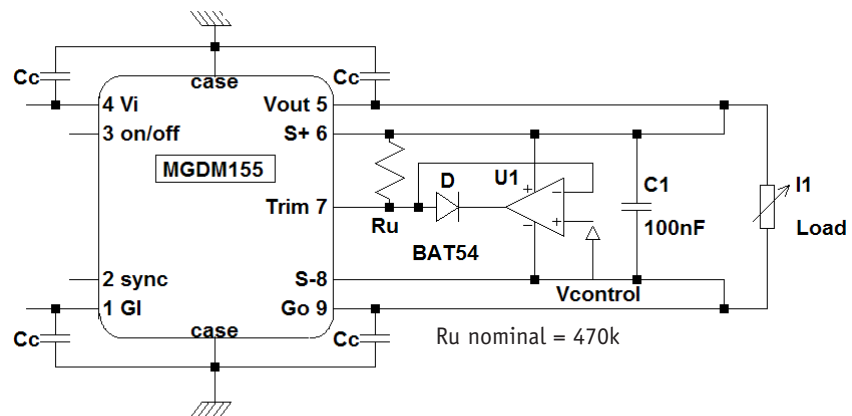 Cc
Cc
case
4 Vi
Vout 5
3 on/off
S+ 6
MGDM155
D
U1
+
−
C1
I1
Trim 7
Ru
+
100nF
Load
BAT54
−
2 sync
S-8
1 GI
Go 9
Vcontrol
case
Cc
Cc
Ru nominal = 470k